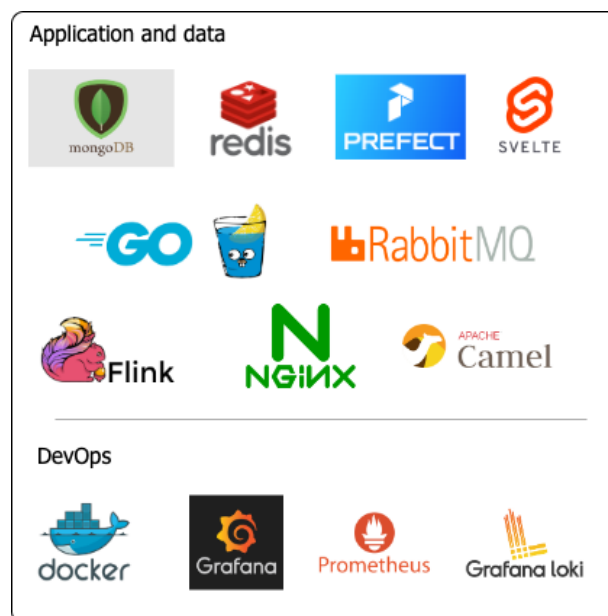 Application and data
mongoDB
redis
PREFECT
SVELTE
GO
RabbitMQ
Flink
NGINX
APACHE
Camel
DevOps
docker
Grafana
Prometheus
Grafana loki